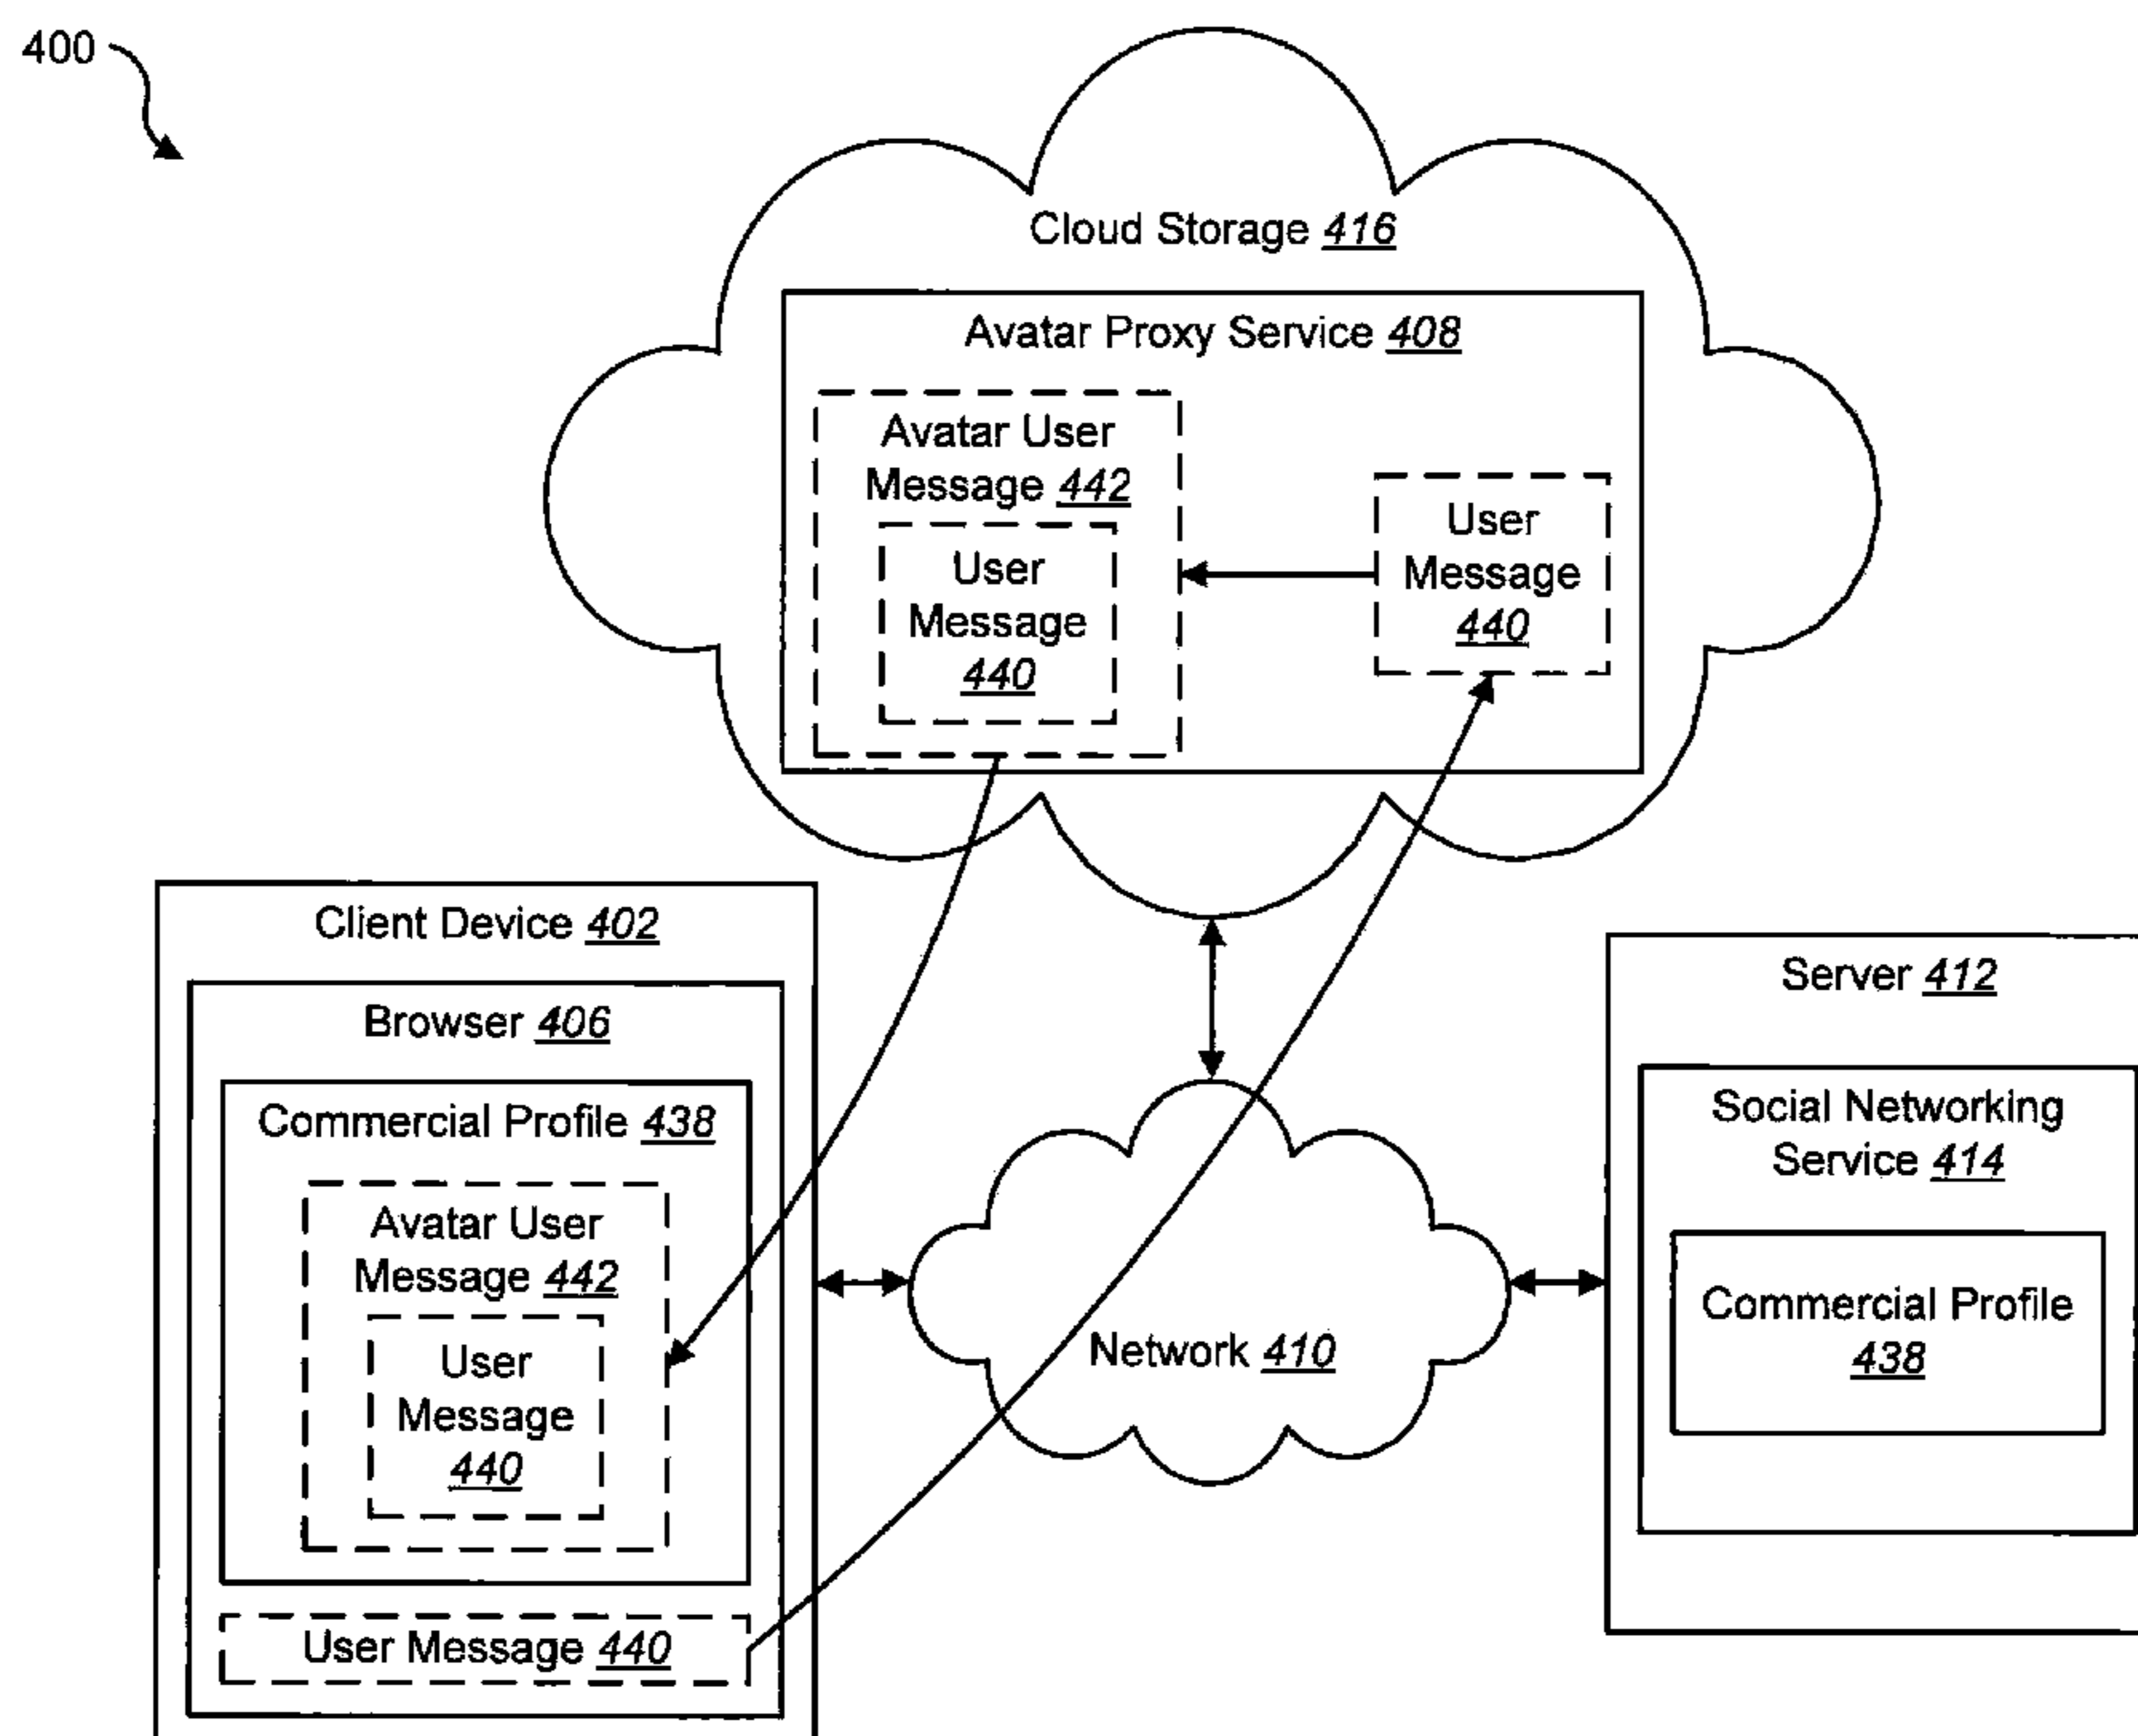 400
Cloud Storage 416
Avatar Proxy Service 408
Avatar User
Message 442
User
Message
440
User
Message
440
Client Device 402
Browser 406
Commercial Profile 438
Avatar User
Message 442
User
Message
440
User Message 440
Network 410
Server 412
Social Networking
Service 414
Commercial Profile
438